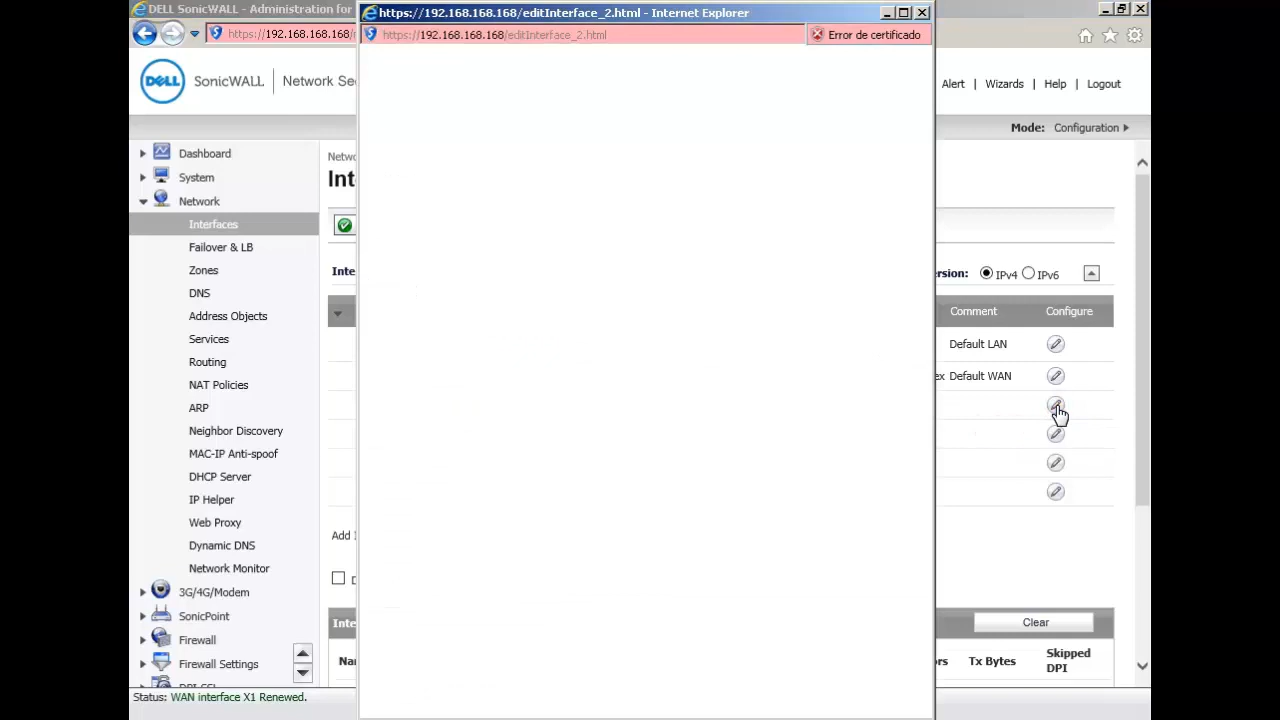 DELL SonicWALL - Administration for
https://192.168.168.168/editInterface_2.html - Internet Explorer
https://192.168.168.168/
https://192.168.168.168/editInterface_2.html
Error de certificado
DELL
SonicWALL
Network Se
Alert | Wizards | Help | Logout
Mode: Configuration
Dashboard
System
Network
Interfaces
Failover & LB
Zones
DNS
Address Objects
Services
Routing
NAT Policies
ARP
Neighbor Discovery
MAC-IP Anti-spoof
DHCP Server
IP Helper
Web Proxy
Dynamic DNS
Network Monitor
3G/4G/Modem
SonicPoint
Firewall
Firewall Settings
DPI-SSL
Netwo
Int
Inte
rsion: IPv4 IPv6
Comment Configure
Default LAN
ex Default WAN
Add I
Inte
Clear
Na
ors Tx Bytes Skipped
DPI
Status: WAN interface X1 Renewed.